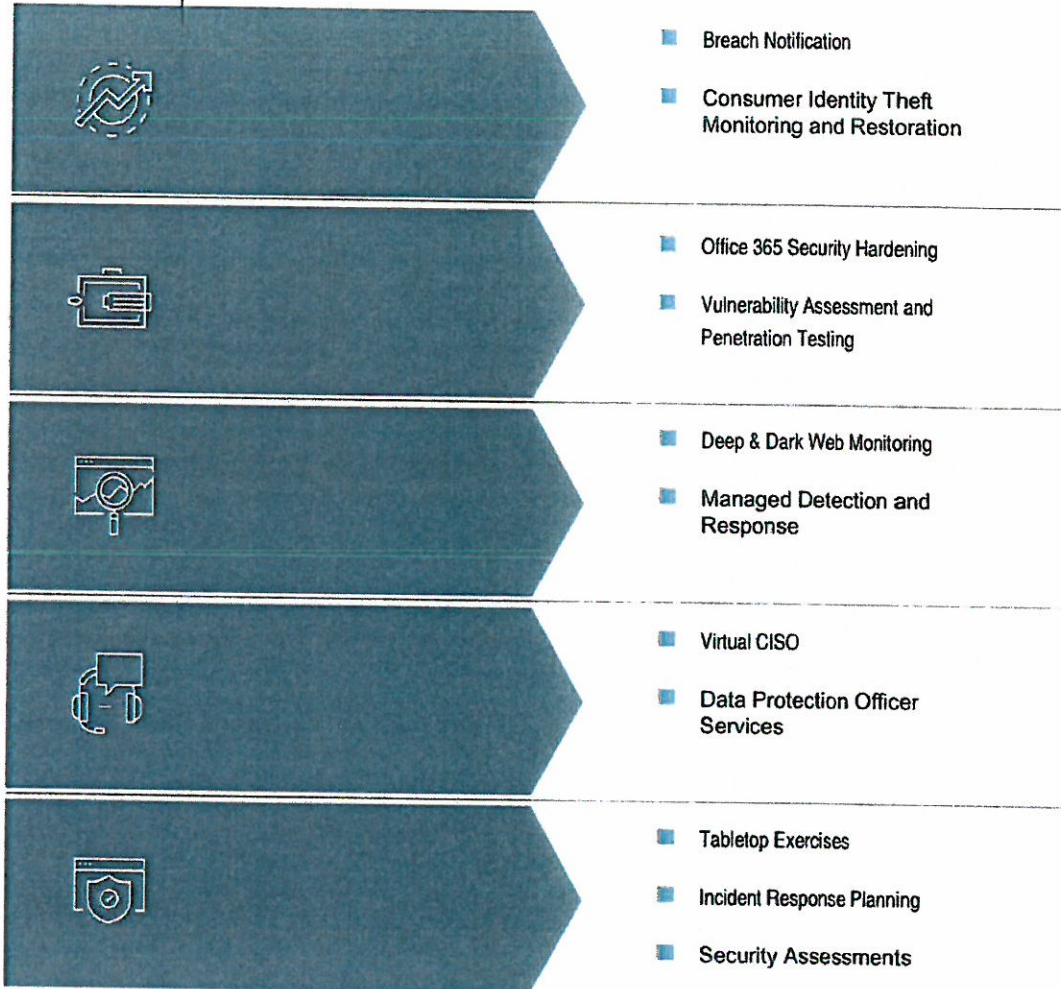 Breach Notification
Consumer Identity Theft
Monitoring and Restoration
Office 365 Security Hardening
Vulnerability Assessment and
Penetration Testing
Deep & Dark Web Monitoring
Managed Detection and
Response
Virtual CISO
Data Protection Officer
Services
Tabletop Exercises
Incident Response Planning
Security Assessments